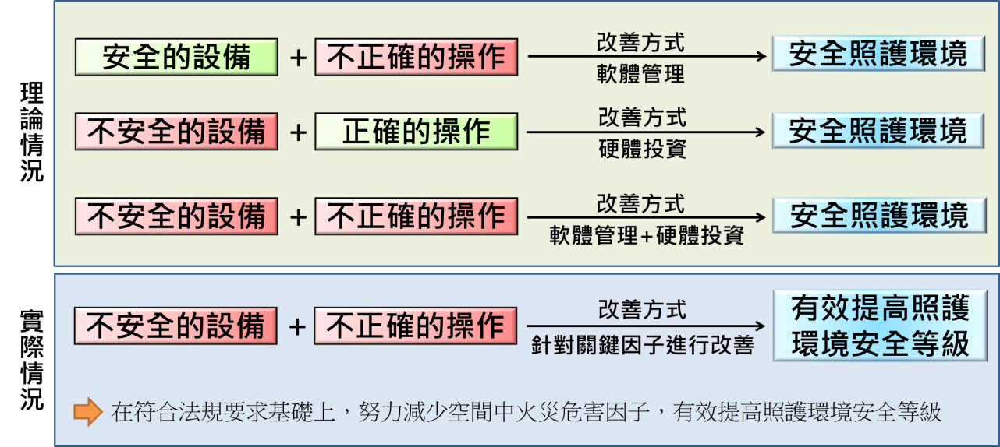 理論情況
安全的設備 + 不正確的操作 改善方式 安全照護環境
軟體管理
不安全的設備 + 正確的操作 改善方式 安全照護環境
硬體投資
不安全的設備 + 不正確的操作 改善方式 安全照護環境
軟體管理+硬體投資
實際情況
不安全的設備 + 不正確的操作 改善方式 有效提高照護
針對關鍵因子進行改善 環境安全等級
在符合法規要求基礎上，努力減少空間中火災危害因子，有效提高照護環境安全等級